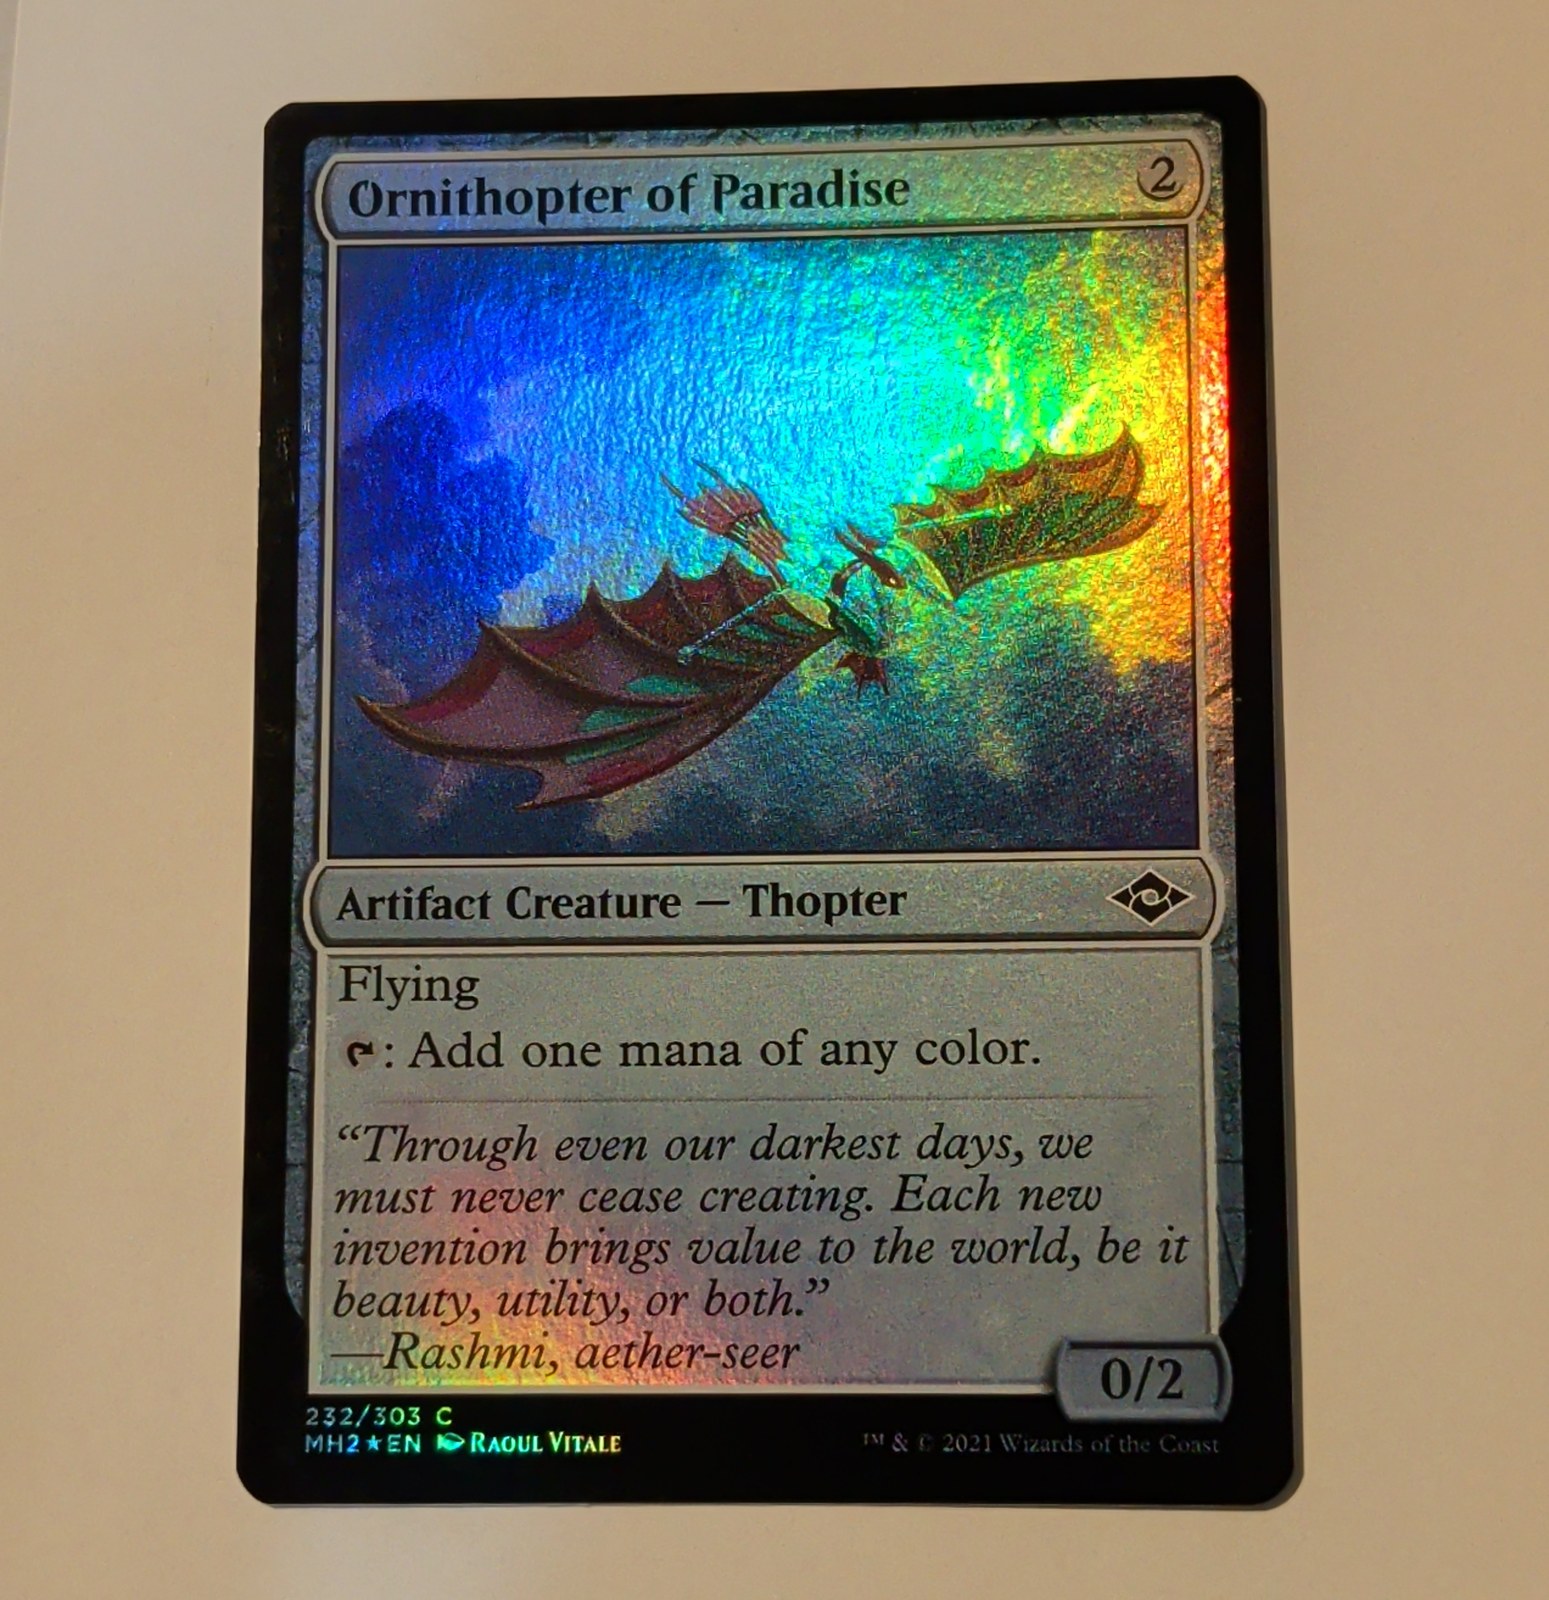 Ornithopter of Paradise 2
Artifact Creature — Thopter
Flying
: Add one mana of any color.
“Through even our darkest days, we
must never cease creating. Each new
invention brings value to the world, be it
beauty, utility, or both.”
—Rashmi, aether-seer
0/2
232/303 C
MH2★EN RAOUL VITALE
™ & © 2021 Wizards of the Coast